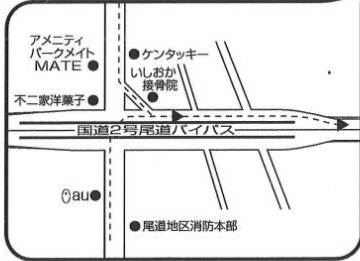 アメニティ
パークメイト
MATE
ケンタッキー
いしおか
接骨院
不二家洋菓子
国道2号尾道バイパス
au
尾道地区消防本部